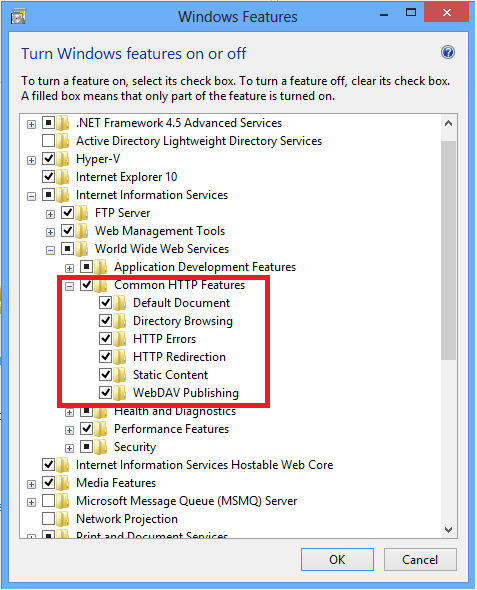 Windows Features
Turn Windows features on or off
To turn a feature on, select its check box. To turn a feature off, clear its check box.
A filled box means that only part of the feature is turned on.
.NET Framework 4.5 Advanced Services
Active Directory Lightweight Directory Services
Hyper-V
Internet Explorer 10
Internet Information Services
FTP Server
Web Management Tools
World Wide Web Services
Application Development Features
Common HTTP Features
Default Document
Directory Browsing
HTTP Errors
HTTP Redirection
Static Content
WebDAV Publishing
Health and Diagnostics
Performance Features
Security
Internet Information Services Hostable Web Core
Media Features
Microsoft Message Queue (MSMQ) Server
Network Projection
Print and Document Services
OK
Cancel